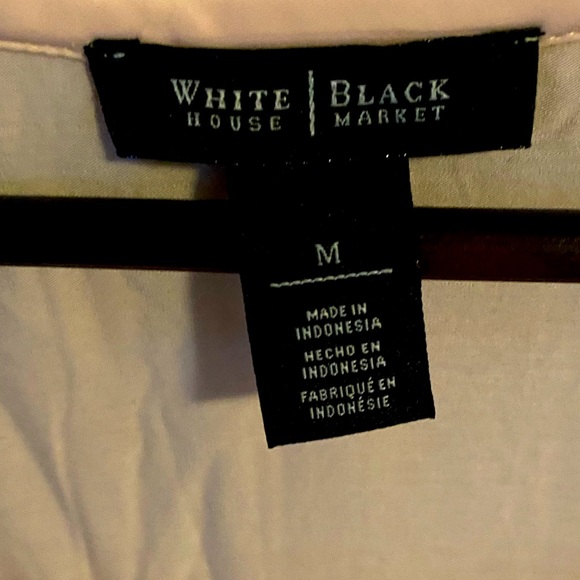 WHITE | BLACK
HOUSE | MARKET
M
MADE IN
INDONESIA
HECHO EN
INDONESIA
FABRIQUÉ EN
INDONÉSIE